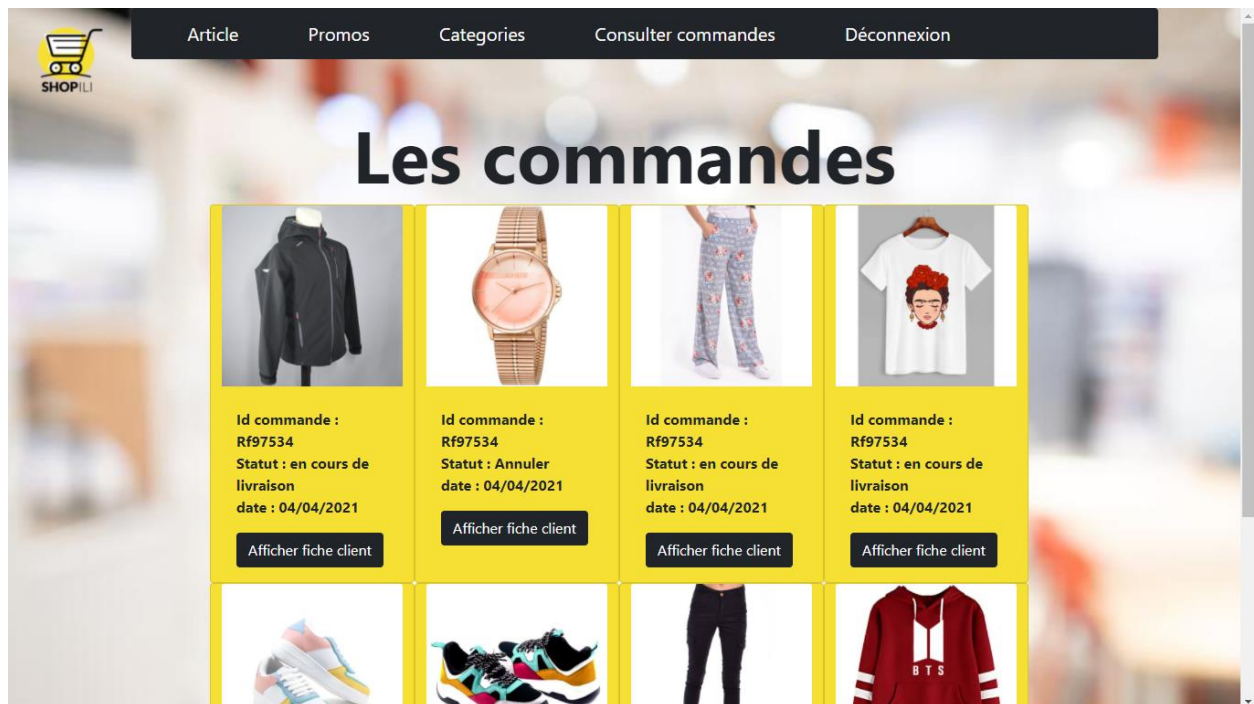 Article Promos Categories Consulter commandes Déconnexion
SHOPILI
Les commandes
Id commande :
Rf97534
Statut : en cours de
livraison
date : 04/04/2021
Afficher fiche client
Id commande :
Rf97534
Statut : Annuler
date : 04/04/2021
Afficher fiche client
Id commande :
Rf97534
Statut : en cours de
livraison
date : 04/04/2021
Afficher fiche client
Id commande :
Rf97534
Statut : en cours de
livraison
date : 04/04/2021
Afficher fiche client
BTS